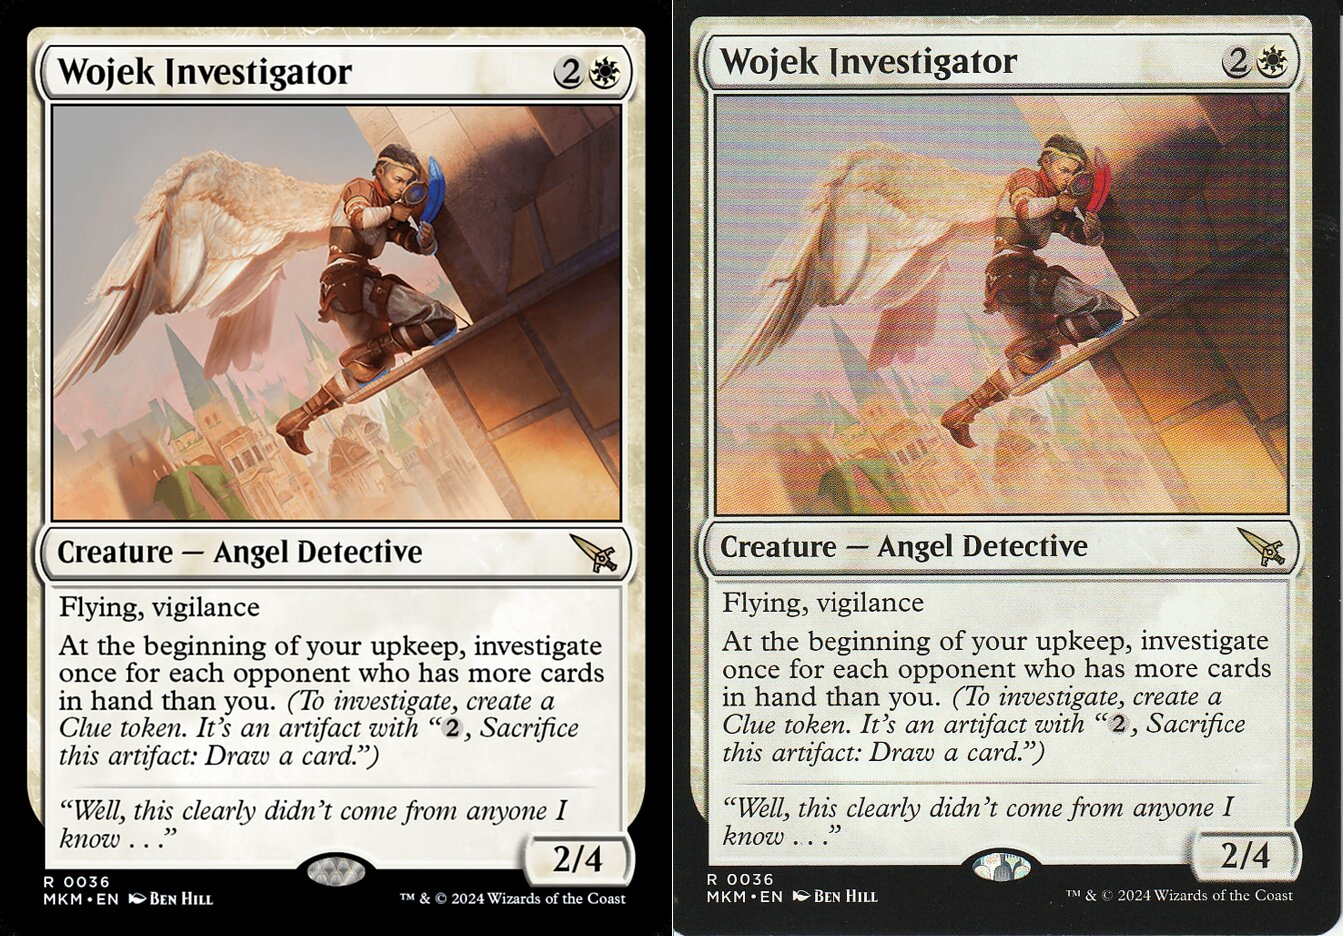 Wojek Investigator 2
Creature — Angel Detective
Flying, vigilance
At the beginning of your upkeep, investigate
once for each opponent who has more cards
in hand than you. (To investigate, create a
Clue token. It's an artifact with “2, Sacrifice
this artifact: Draw a card.”)
“Well, this clearly didn't come from anyone I
know . . .”
2/4
R 0036
MKM • EN BEN HILL
™ & © 2024 Wizards of the Coast
Wojek Investigator 2
Creature — Angel Detective
Flying, vigilance
At the beginning of your upkeep, investigate
once for each opponent who has more cards
in hand than you. (To investigate, create a
Clue token. It's an artifact with “2, Sacrifice
this artifact: Draw a card.”)
“Well, this clearly didn't come from anyone I
know . . .”
2/4
R 0036
MKM • EN BEN HILL
™ & © 2024 Wizards of the Coast